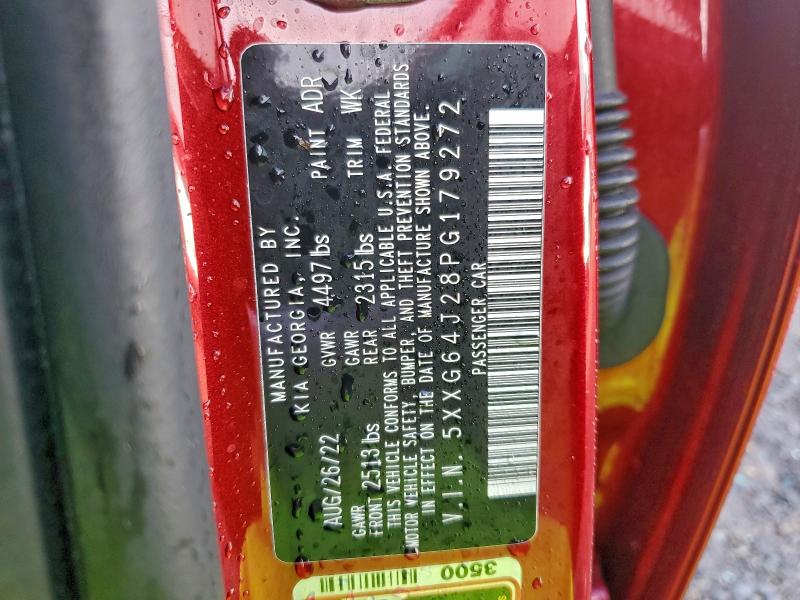 MANUFACTURED BY
KIA GEORGIA, INC.
AUG/26/22 GVWR 4497lbs PAINT ADR
GAWR FRONT 2513lbs GAWR REAR 2315lbs TRIM WK
THIS VEHICLE CONFORMS TO ALL APPLICABLE U.S.A. FEDERAL
MOTOR VEHICLE SAFETY, BUMPER, AND THEFT PREVENTION STANDARDS
IN EFFECT ON THE DATE OF MANUFACTURE SHOWN ABOVE.
V.I.N. 5XXG64J28PG179272
PASSENGER CAR
3500